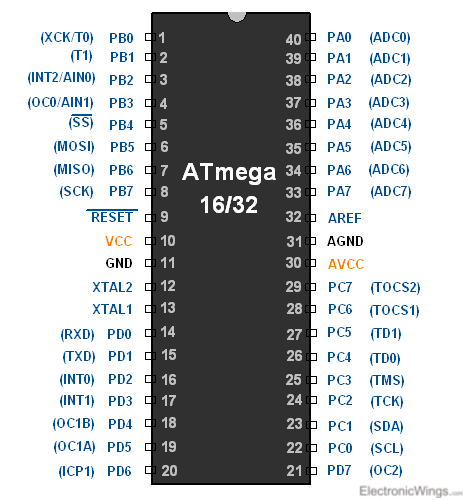 (XCK/T0) PB0 1 40 PA0 (ADC0)
(T1) PB1 2 39 PA1 (ADC1)
(INT2/AIN0) PB2 3 38 PA2 (ADC2)
(OC0/AIN1) PB3 4 37 PA3 (ADC3)
(SS) PB4 5 36 PA4 (ADC4)
(MOSI) PB5 6 35 PA5 (ADC5)
(MISO) PB6 7 34 PA6 (ADC6)
(SCK) PB7 8 33 PA7 (ADC7)
ATmega
16/32
RESET 9 32 AREF
VCC 10 31 AGND
GND 11 30 AVCC
XTAL2 12 29 PC7 (TOCS2)
XTAL1 13 28 PC6 (TOCS1)
(RXD) PD0 14 27 PC5 (TD1)
(TXD) PD1 15 26 PC4 (TD0)
(INT0) PD2 16 25 PC3 (TMS)
(INT1) PD3 17 24 PC2 (TCK)
(OC1B) PD4 18 23 PC1 (SDA)
(OC1A) PD5 19 22 PC0 (SCL)
(ICP1) PD6 20 21 PD7 (OC2)
ElectronicWings.com